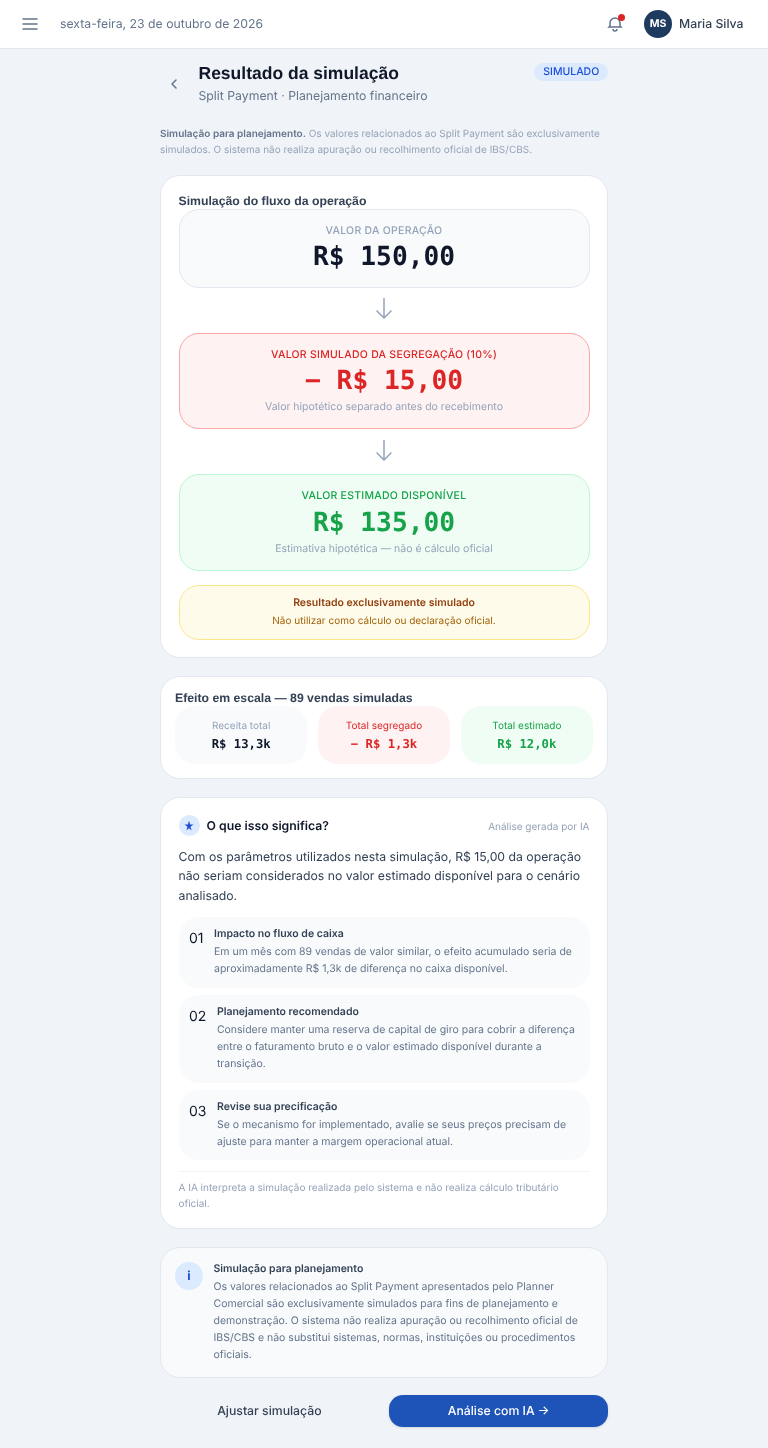 sexta-feira, 23 de outubro de 2026
MS
Maria Silva
Resultado da simulação
SIMULADO
Split Payment · Planejamento financeiro
Simulação para planejamento. Os valores relacionados ao Split Payment são exclusivamente
simulados. O sistema não realiza apuração ou recolhimento oficial de IBS/CBS.
Simulação do fluxo da operação
VALOR DA OPERAÇÃO
R$ 150,00
VALOR SIMULADO DA SEGREGAÇÃO (10%)
− R$ 15,00
Valor hipotético separado antes do recebimento
VALOR ESTIMADO DISPONÍVEL
R$ 135,00
Estimativa hipotética — não é cálculo oficial
Resultado exclusivamente simulado
Não utilizar como cálculo ou declaração oficial.
Efeito em escala — 89 vendas simuladas
Receita total
R$ 13,3k
Total segregado
− R$ 1,3k
Total estimado
R$ 12,0k
O que isso significa?
Análise gerada por IA
Com os parâmetros utilizados nesta simulação, R$ 15,00 da operação
não seriam considerados no valor estimado disponível para o cenário
analisado.
01
Impacto no fluxo de caixa
Em um mês com 89 vendas de valor similar, o efeito acumulado seria de
aproximadamente R$ 1,3k de diferença no caixa disponível.
02
Planejamento recomendado
Considere manter uma reserva de capital de giro para cobrir a diferença
entre o faturamento bruto e o valor estimado disponível durante a
transição.
03
Revise sua precificação
Se o mecanismo for implementado, avalie se seus preços precisam de
ajuste para manter a margem operacional atual.
A IA interpreta a simulação realizada pelo sistema e não realiza cálculo tributário
oficial.
i
Simulação para planejamento
Os valores relacionados ao Split Payment apresentados pelo Planner
Comercial são exclusivamente simulados para fins de planejamento e
demonstração. O sistema não realiza apuração ou recolhimento oficial de
IBS/CBS e não substitui sistemas, normas, instituições ou procedimentos
oficiais.
Ajustar simulação
Análise com IA →